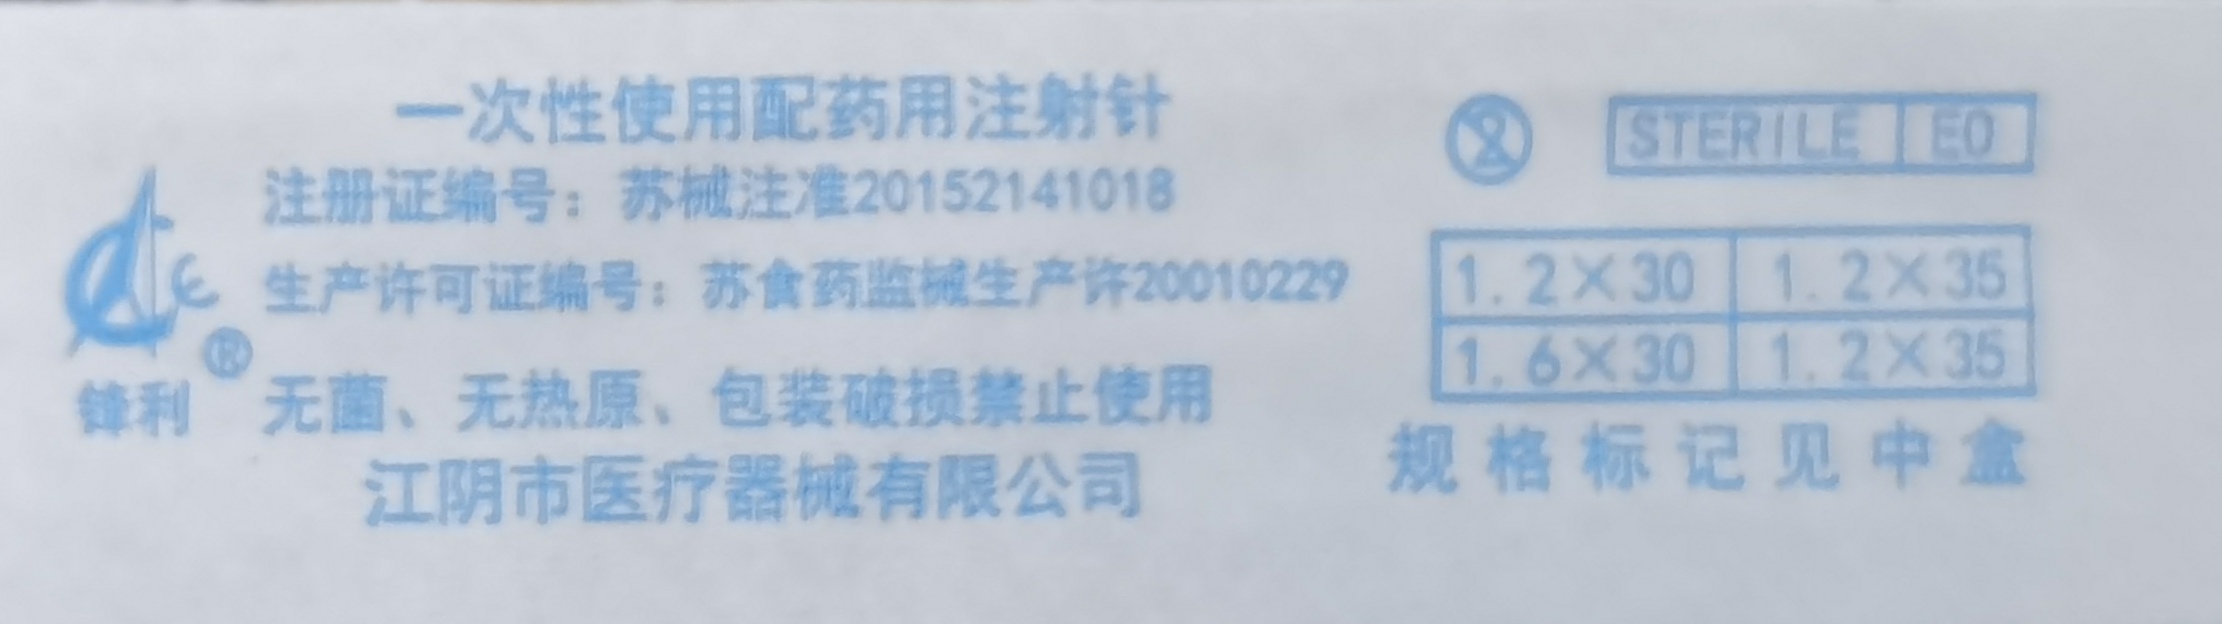 一次性使用配药用注射针
注册证编号：苏械注准20152141018
生产许可证编号：苏食药监械生产许20010229
®
锋利
无菌、无热原、包装破损禁止使用
江阴市医疗器械有限公司
2
STERILE EO
1.2×30 1.2×35
1.6×30 1.2×35
规格标记见中盒